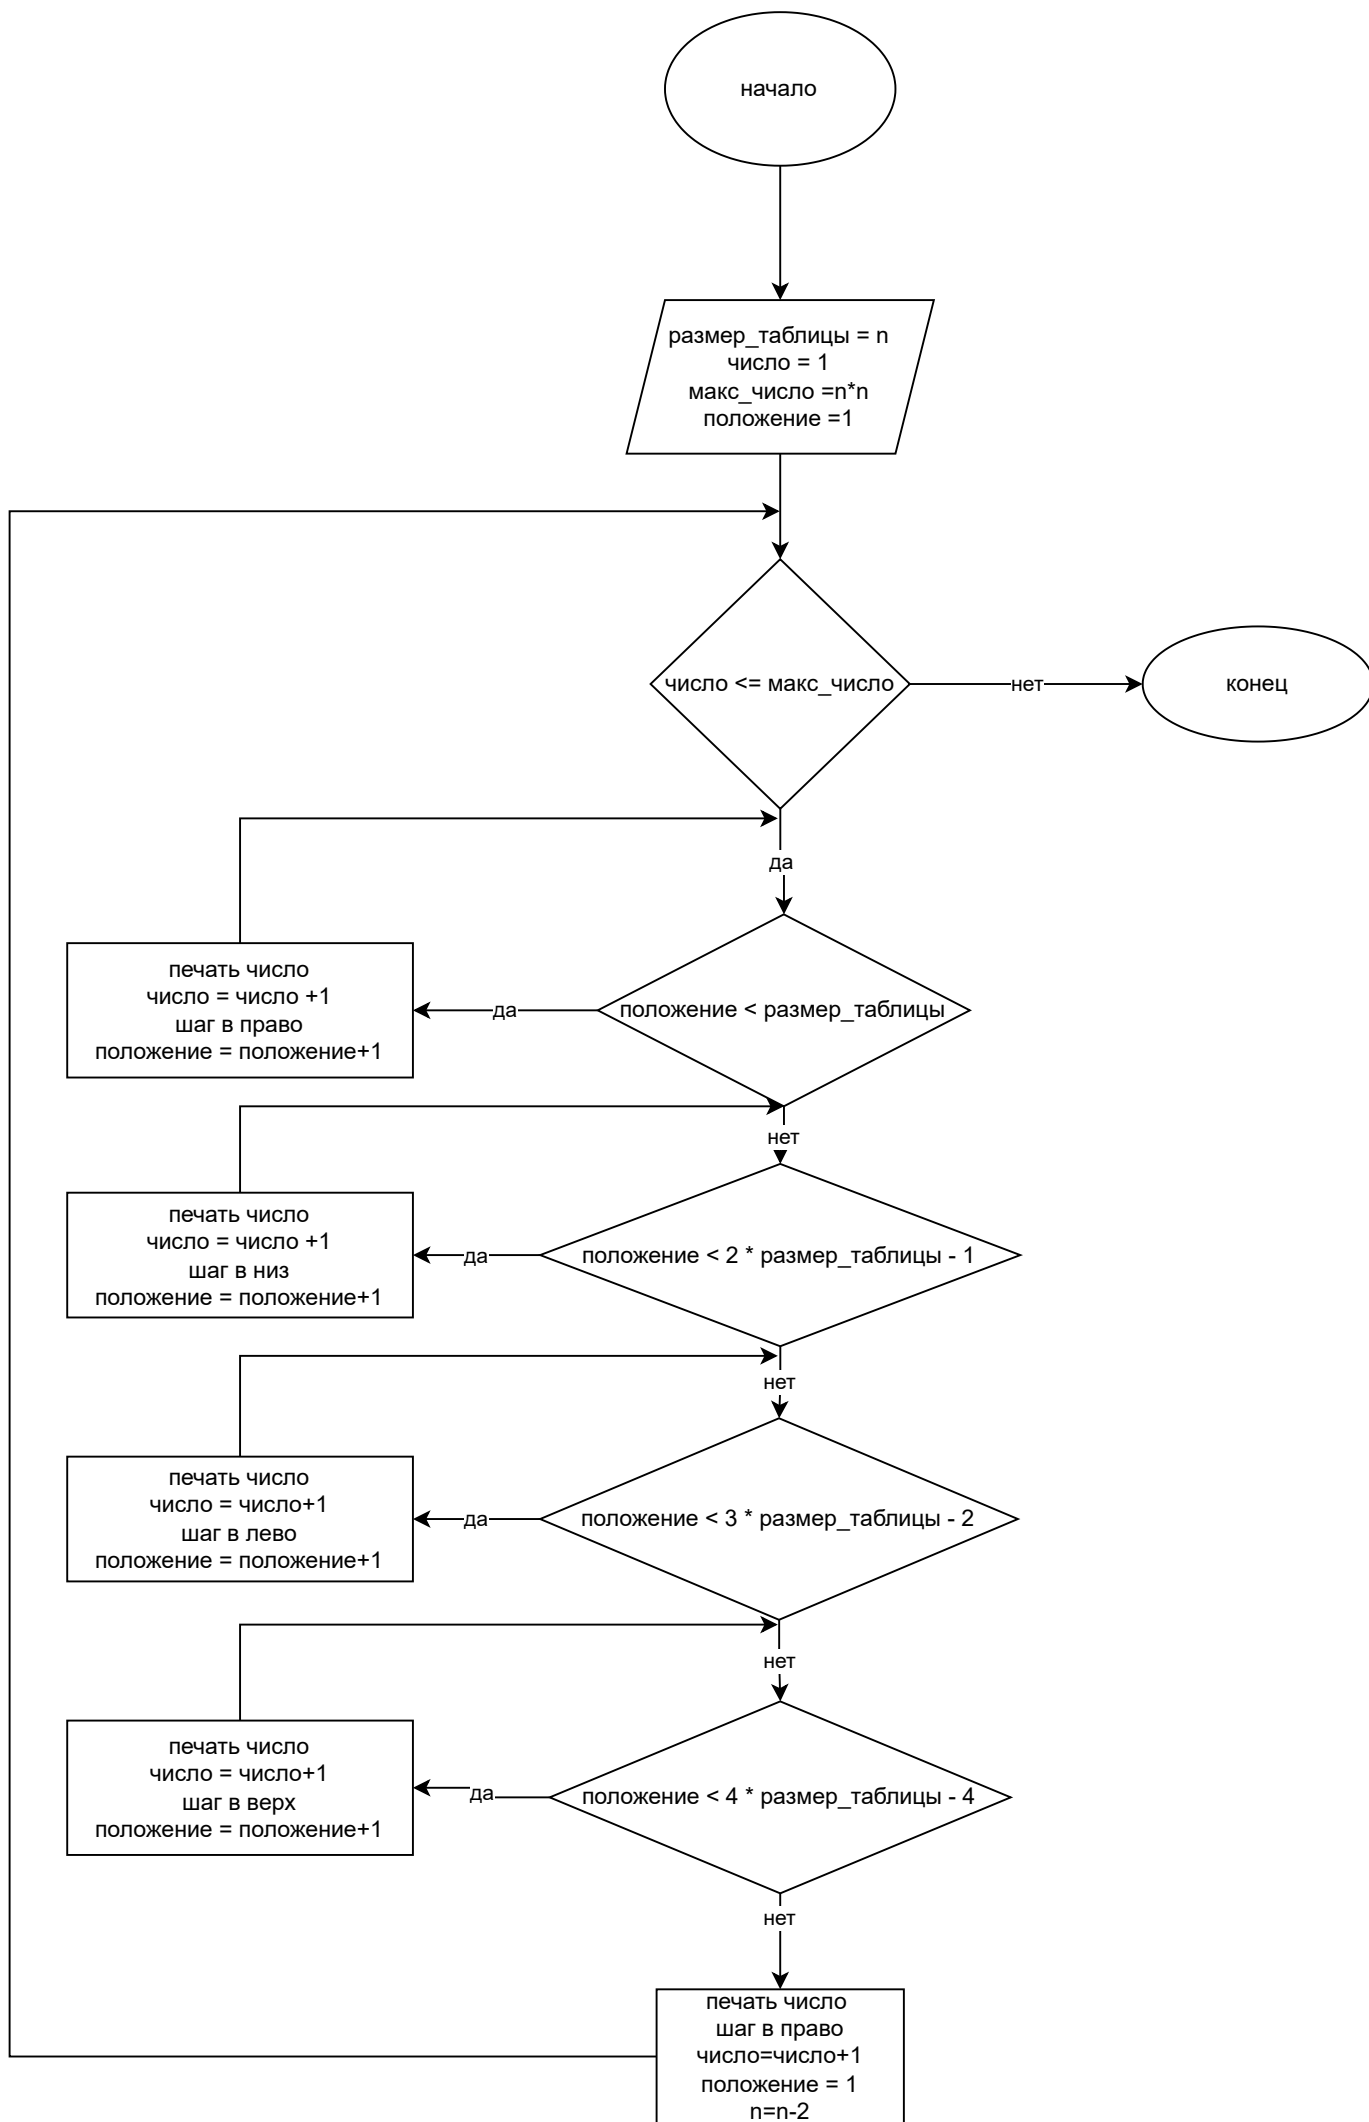 начало
размер_таблицы = n
число = 1
макс_число =n*n
положение =1
число <= макс_число
нет
конец
да
положение < размер_таблицы
да
печать число
число = число +1
шаг в право
положение = положение+1
нет
положение < 2 * размер_таблицы - 1
да
печать число
число = число +1
шаг в низ
положение = положение+1
нет
положение < 3 * размер_таблицы - 2
да
печать число
число = число+1
шаг в лево
положение = положение+1
нет
положение < 4 * размер_таблицы - 4
да
печать число
число = число+1
шаг в верх
положение = положение+1
нет
печать число
шаг в право
число=число+1
положение = 1
n=n-2